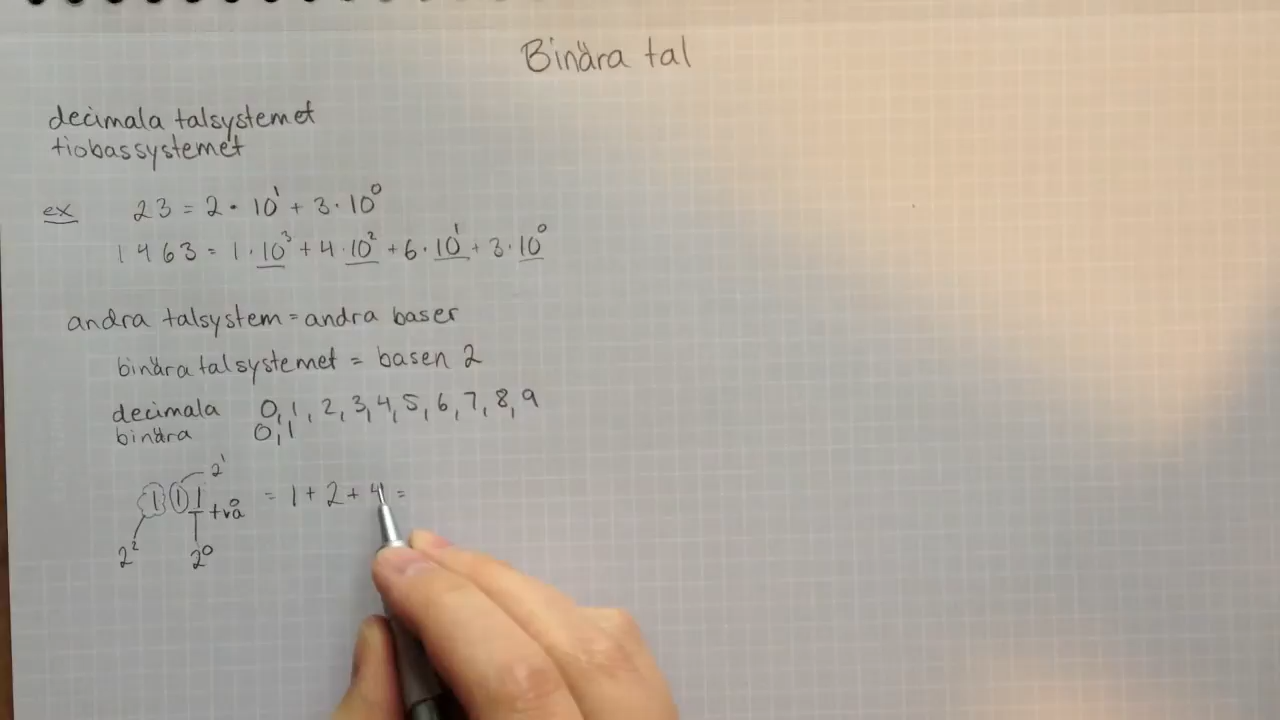 Binära tal
decimala talsystemet
tiobassystemet
ex 23 = 2 · 10¹ + 3 · 10⁰
1463 = 1 · 10³ + 4 · 10² + 6 · 10¹ + 3 · 10⁰
andra talsystem = andra baser
binära talsystemet = basen 2
decimala 0, 1, 2, 3, 4, 5, 6, 7, 8, 9
binära 0, 1
2¹
111 två = 1 + 2 + 4 =
2² 2⁰